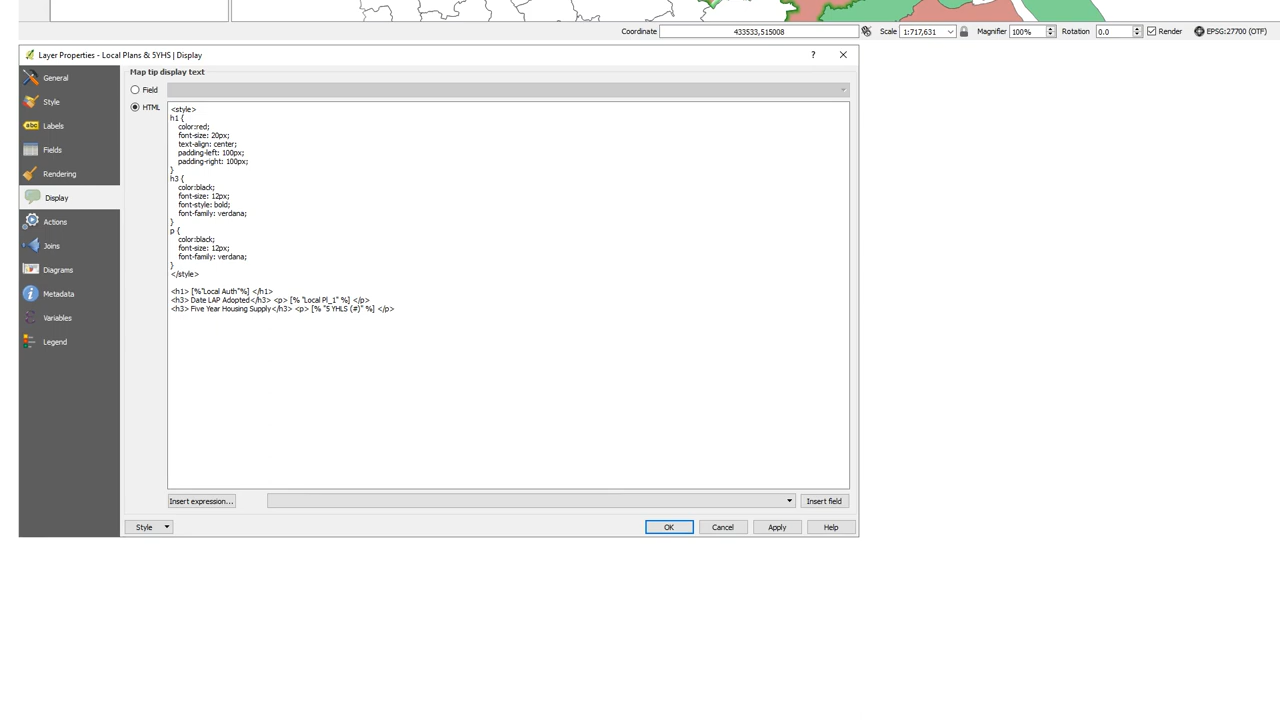 Coordinate 433533,515008 Scale 1:717,631 Magnifier 100% Rotation 0.0 Render EPSG:27700 (OTF)
Layer Properties - Local Plans & 5YHS | Display
?
General
Style
Labels
abc
Fields
Rendering
Display
Actions
Joins
Diagrams
Metadata
Variables
Legend
Map tip display text
Field
HTML
<style>
h1 {
color:red;
font-size: 20px;
text-align: center;
padding-left: 100px;
padding-right: 100px;
}
h3 {
color:black;
font-size: 12px;
font-style: bold;
font-family: verdana;
}
p {
color:black;
font-size: 12px;
font-family: verdana;
}
</style>
<h1> [%"Local Auth"%] </h1>
<h3> Date LAP Adopted</h3> <p> [% "Local Pl_1" %] </p>
<h3> Five Year Housing Supply</h3> <p> [% "5 YHLS (#)" %] </p>
Insert expression... Insert field
Style OK Cancel Apply Help